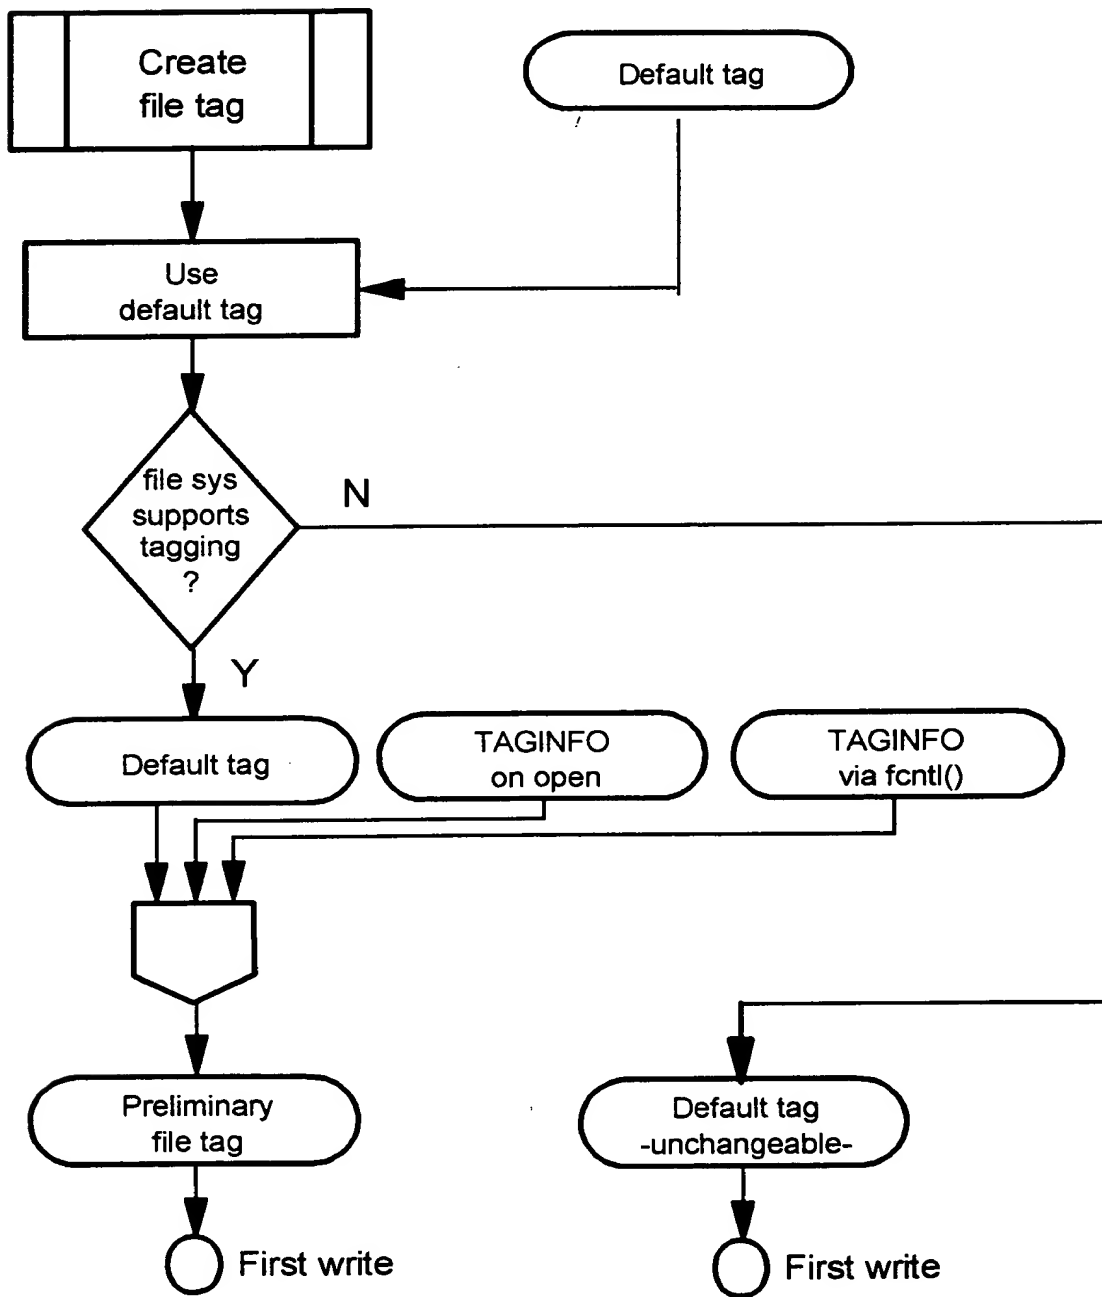 Create
file tag
Default tag
Use
default tag
file sys
supports
tagging
?
N
Y
Default tag
TAGINFO
on open
TAGINFO
via fcntl()
Preliminary
file tag
Default tag
-unchangeable-
First write
First write